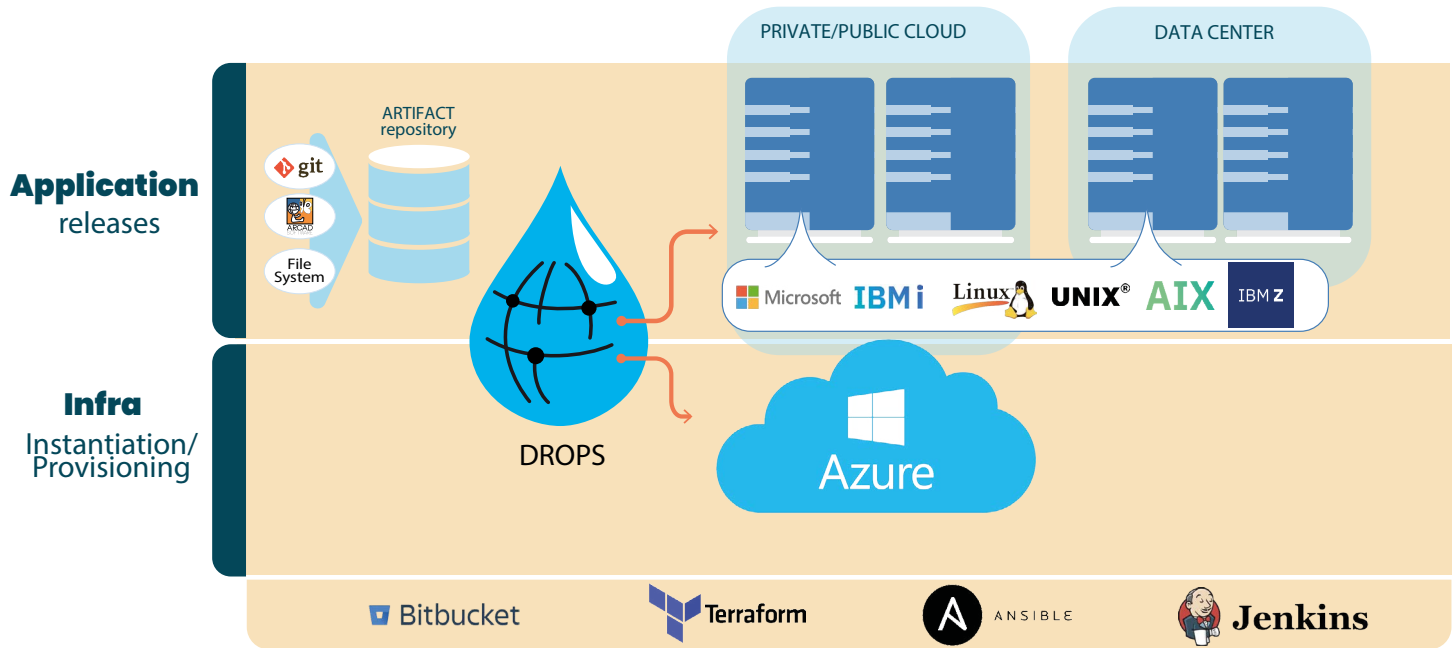 PRIVATE/PUBLIC CLOUD
DATA CENTER
Application
releases
ARTIFACT
repository
git
ARCAD
File
System
Microsoft
IBM i
Linux
UNIX®
AIX
IBM Z
Infra
Instantiation/
Provisioning
DROPS
Azure
Bitbucket
Terraform
ANSIBLE
Jenkins